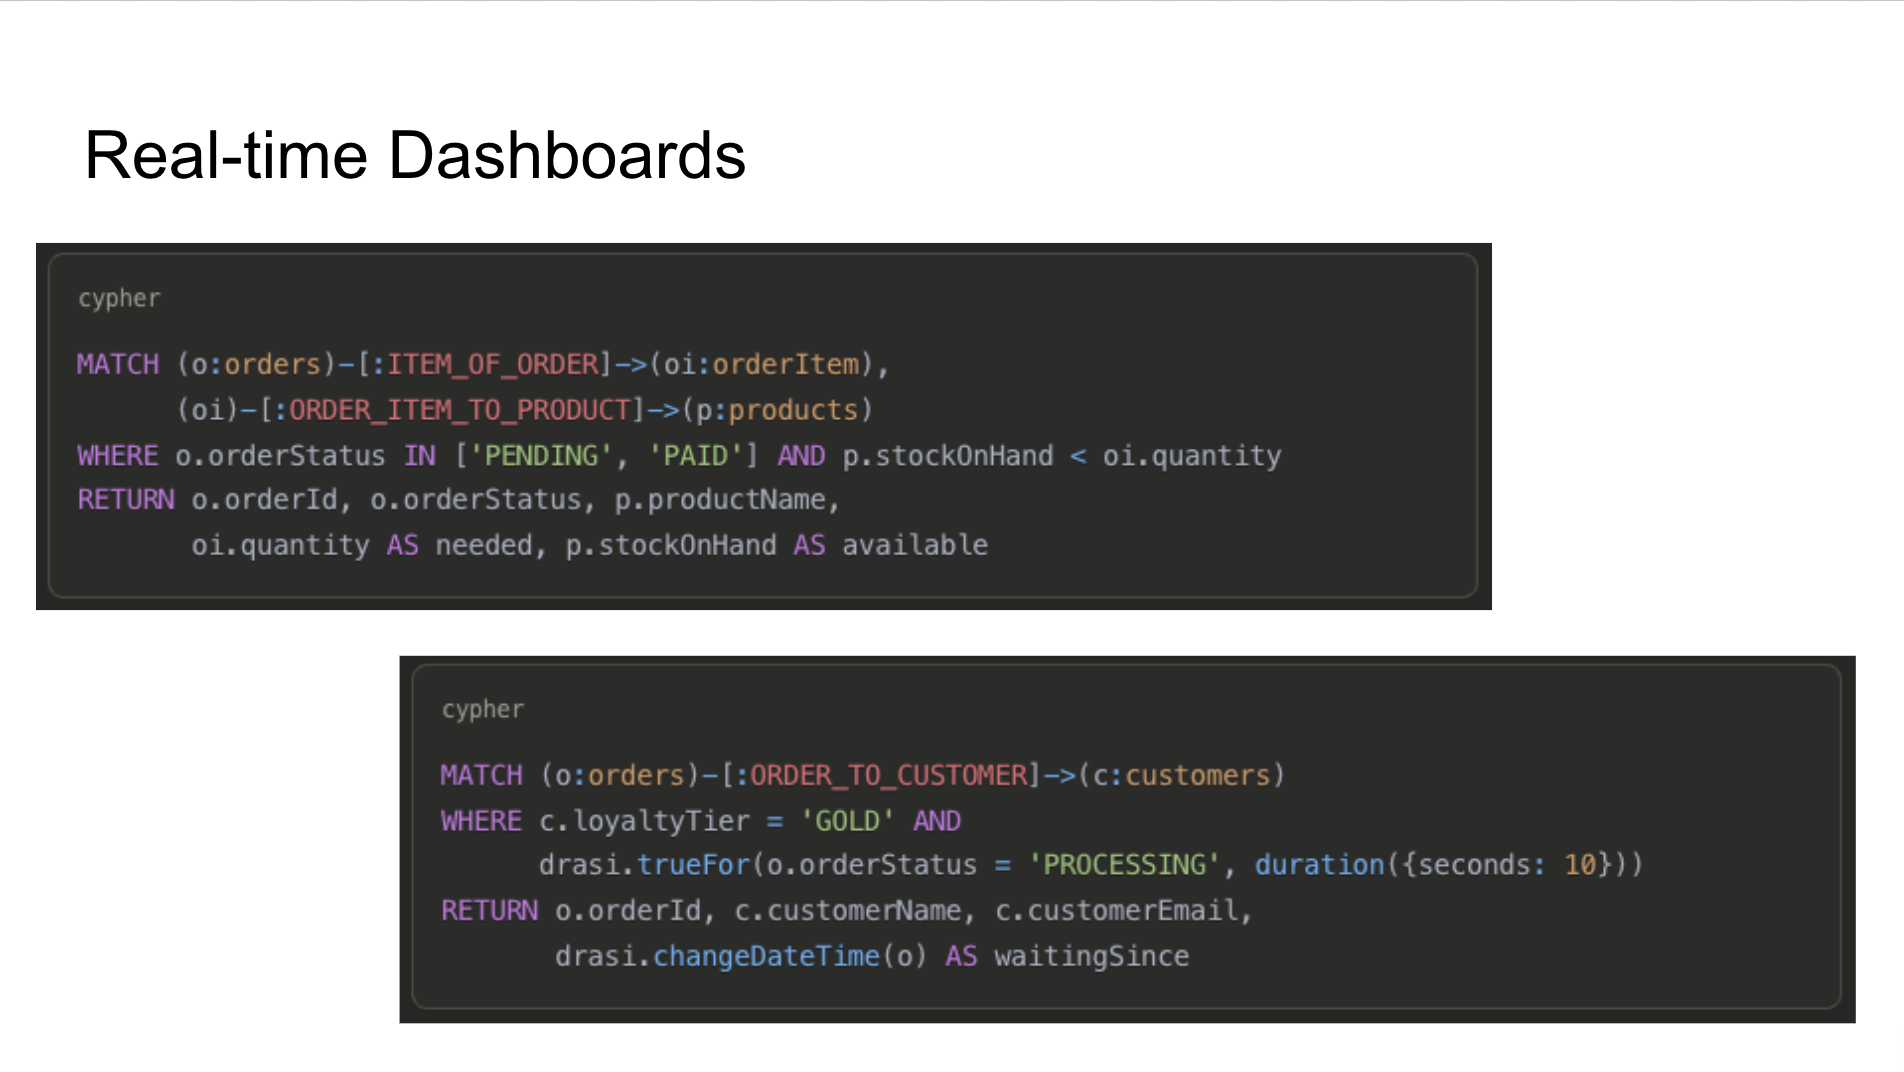 Real-time Dashboards
cypher
MATCH (o:orders)-[:ITEM_OF_ORDER]->(oi:orderItem),
(oi)-[:ORDER_ITEM_TO_PRODUCT]->(p:products)
WHERE o.orderStatus IN ['PENDING', 'PAID'] AND p.stockOnHand < oi.quantity
RETURN o.orderId, o.orderStatus, p.productName,
oi.quantity AS needed, p.stockOnHand AS available
cypher
MATCH (o:orders)-[:ORDER_TO_CUSTOMER]->(c:customers)
WHERE c.loyaltyTier = 'GOLD' AND
drasi.trueFor(o.orderStatus = 'PROCESSING', duration({seconds: 10}))
RETURN o.orderId, c.customerName, c.customerEmail,
drasi.changeDateTime(o) AS waitingSince